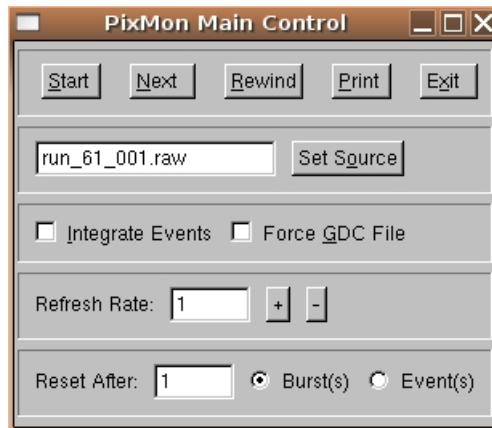 PixMon Main Control
Start Next Rewind Print Exit
run_61_001.raw Set Source
Integrate Events Force GDC File
Refresh Rate: 1 + -
Reset After: 1 Burst(s) Event(s)